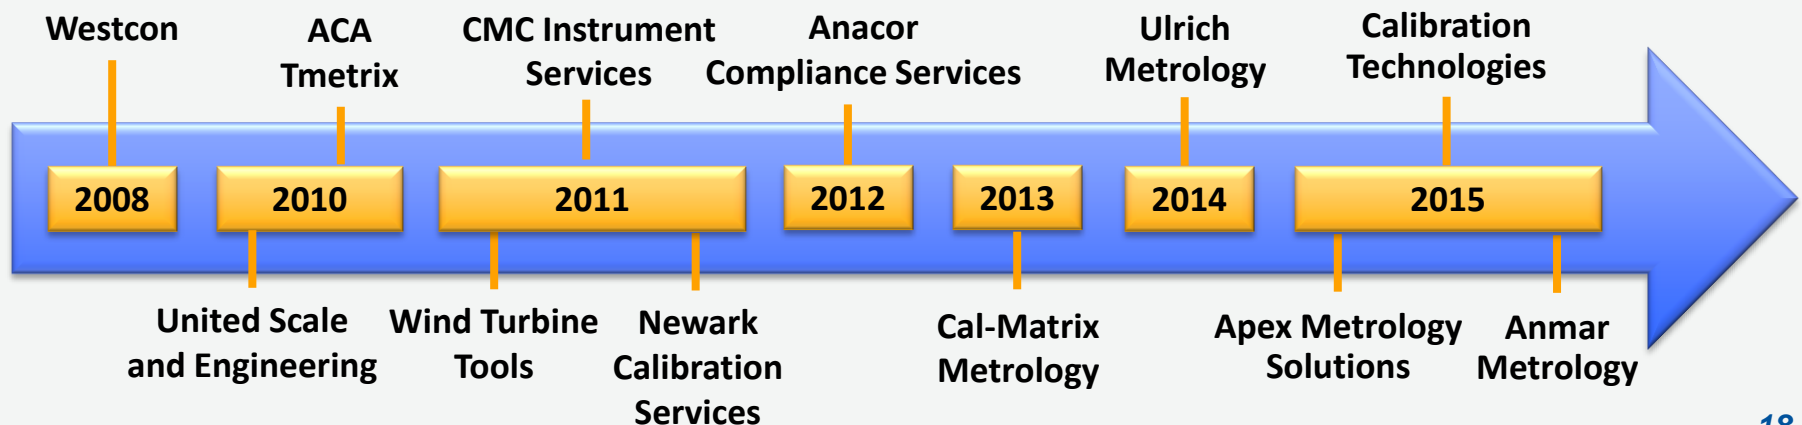 Westcon
ACA
Tmetrix
CMC Instrument
Services
Anacor
Compliance Services
Ulrich
Metrology
Calibration
Technologies
2008
2010
2011
2012
2013
2014
2015
United Scale
and Engineering
Wind Turbine
Tools
Newark
Calibration
Services
Cal-Matrix
Metrology
Apex Metrology
Solutions
Anmar
Metrology
18